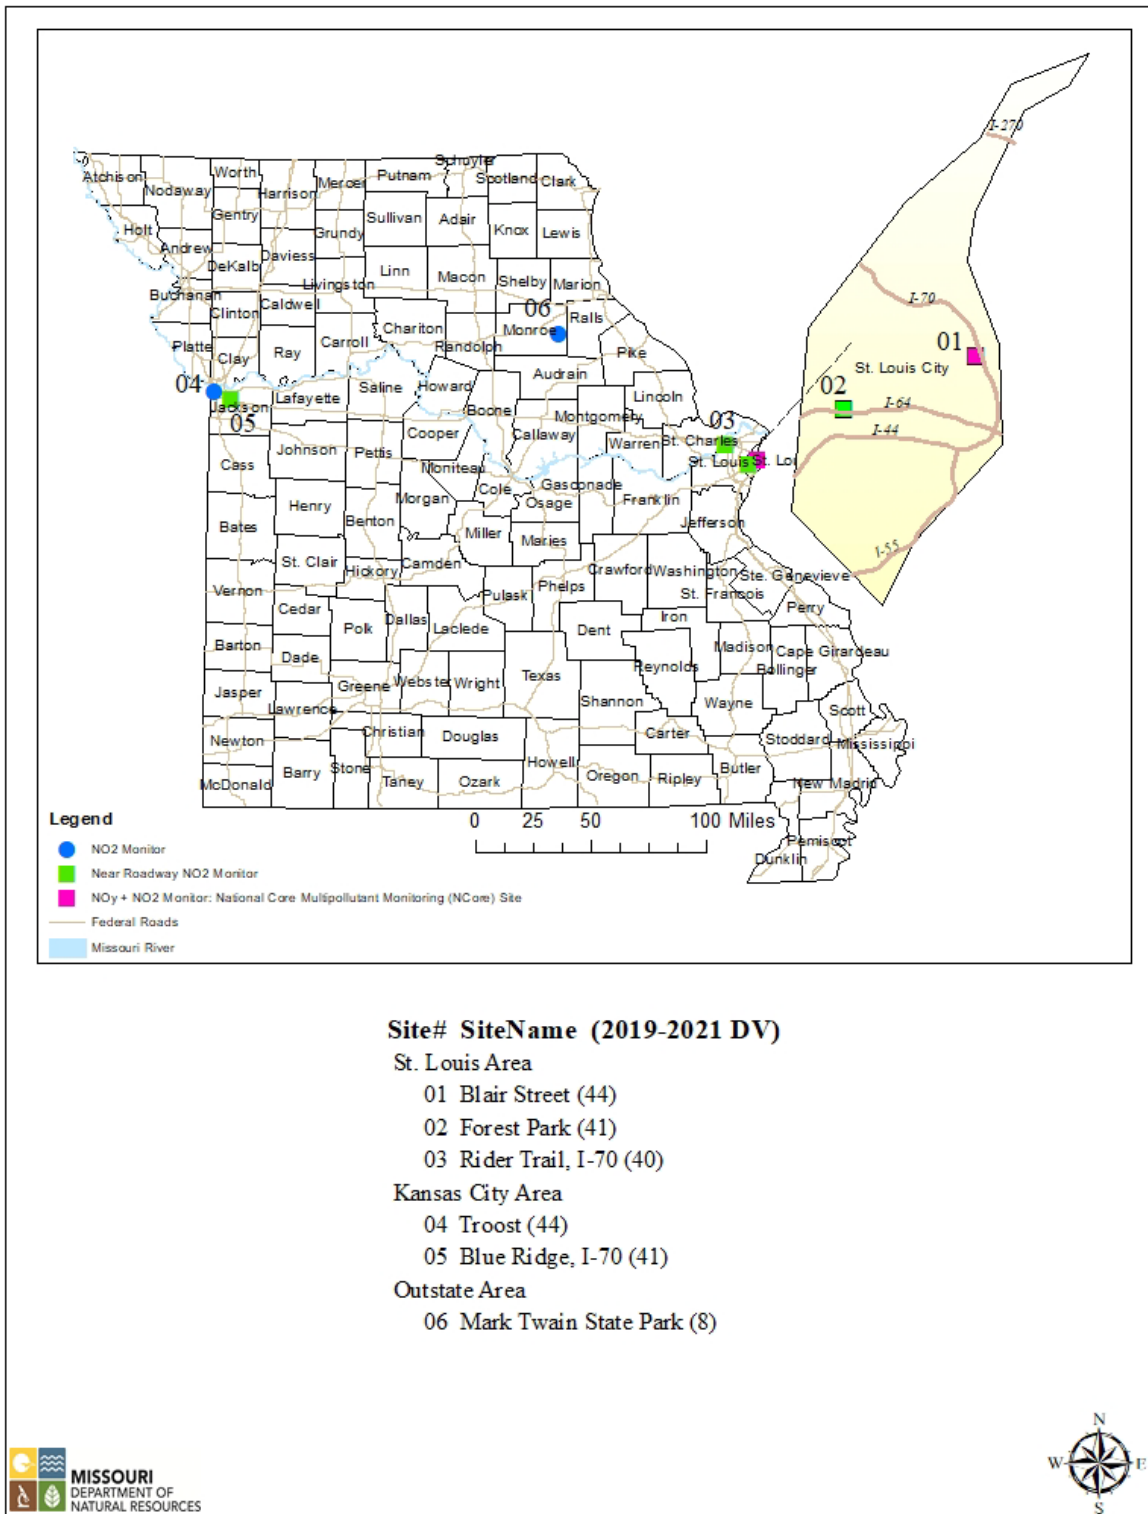 I-270
I-70
01
St. Louis City
02
I-64
I-44
I-55
Schuyler
Atchison
Nodaway
Worth
Harrison
Mercer
Putnam
Scotland
Clark
Gentry
Holt
Sullivan
Adair
Knox
Lewis
Grundy
Andrew
DeKalb
Daviess
Linn
Macon
Shelby
Marion
Livingston
Buchanan
Clinton
Caldwell
06
Monroe
Ralls
Chariton
Randolph
Platte
Clay
Ray
Carroll
Pike
Audrain
04
Saline
Howard
Jackson
Lafayette
Boone
Lincoln
Montgomery
05
03
Cooper
Callaway
Warren
St. Charles
Johnson
Pettis
Cass
Moniteau
St. Louis
St. Lou
Cole
Gasconade
Osage
Franklin
Henry
Morgan
Bates
Benton
Jefferson
Miller
Maries
St. Clair
Hickory
Camden
Crawford
Washington
Ste. Genevieve
Vernon
Pulask
Phelps
St. Francois
Cedar
Perry
Polk
Dallas
Laclede
Dent
Iron
Barton
Dade
Madison
Cape Girardeau
Reynolds
Bollinger
Jasper
Greene
Webster
Wright
Texas
Shannon
Wayne
Lawrence
Scott
Newton
Christian
Douglas
Carter
Stoddard
Mississippi
McDonald
Barry
Stone
Taney
Ozark
Howell
Oregon
Ripley
Butler
New Madrid
Pemiscot
Dunklin
0 25 50 100 Miles
Legend
NO2 Monitor
Near Roadway NO2 Monitor
NOy + NO2 Monitor: National Core Multipollutant Monitoring (NCore) Site
Federal Roads
Missouri River
Site# SiteName (2019-2021 DV)
St. Louis Area
01 Blair Street (44)
02 Forest Park (41)
03 Rider Trail, I-70 (40)
Kansas City Area
04 Troost (44)
05 Blue Ridge, I-70 (41)
Outstate Area
06 Mark Twain State Park (8)
MISSOURI
DEPARTMENT OF
NATURAL RESOURCES
N
W E
S